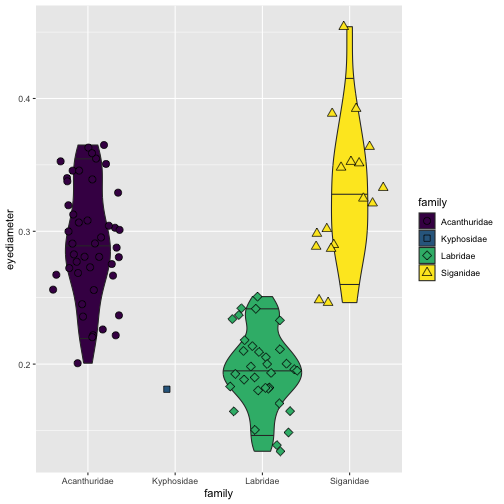 0.4
0.3
0.2
eyediameter
Acanthuridae Kyphosidae Labridae Siganidae
family
family
Acanthuridae
Kyphosidae
Labridae
Siganidae